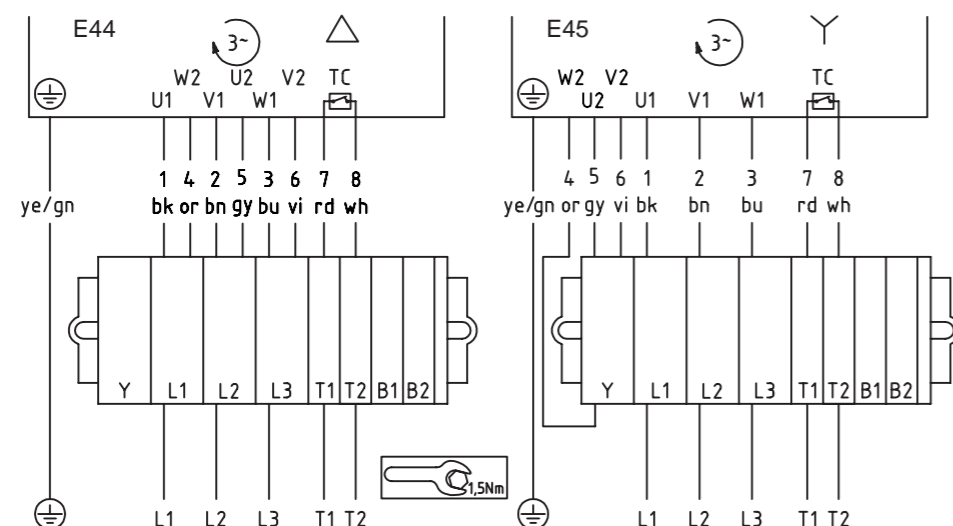 E44 3~
W2 U2 V2 TC
U1 V1 W1
1 4 2 5 3 6 7 8
ye/gn bk or bn gy bu vi rd wh
Y L1 L2 L3 T1 T2 B1 B2
L1 L2 L3 T1 T2
1,5Nm
E45 3~
W2 V2 TC
U2 U1 V1 W1
4 5 6 1 2 3 7 8
ye/gn or gy vi bk bn bu rd wh
Y L1 L2 L3 T1 T2 B1 B2
L1 L2 L3 T1 T2